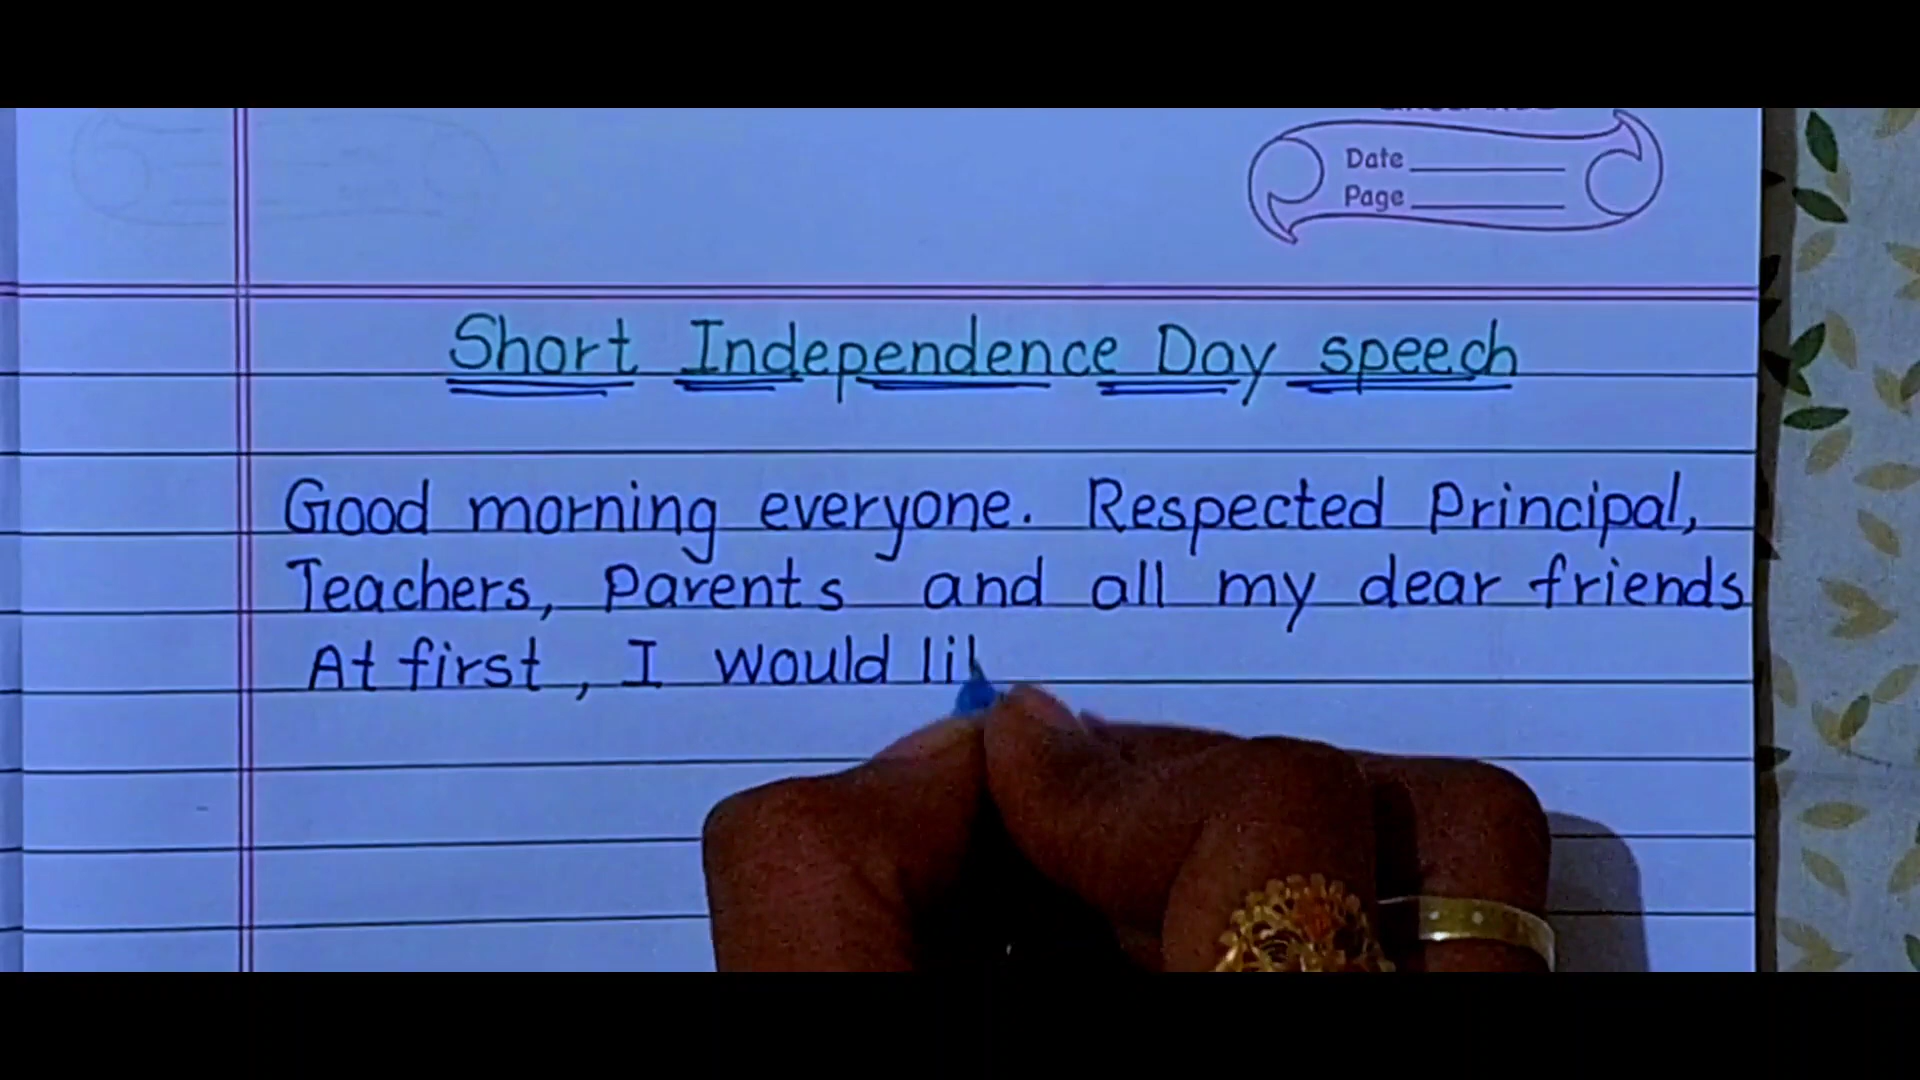 Date
Page
Short Independence Day speech
Good morning everyone. Respected Principal,
Teachers, Parents and all my dear friends
At first, I would